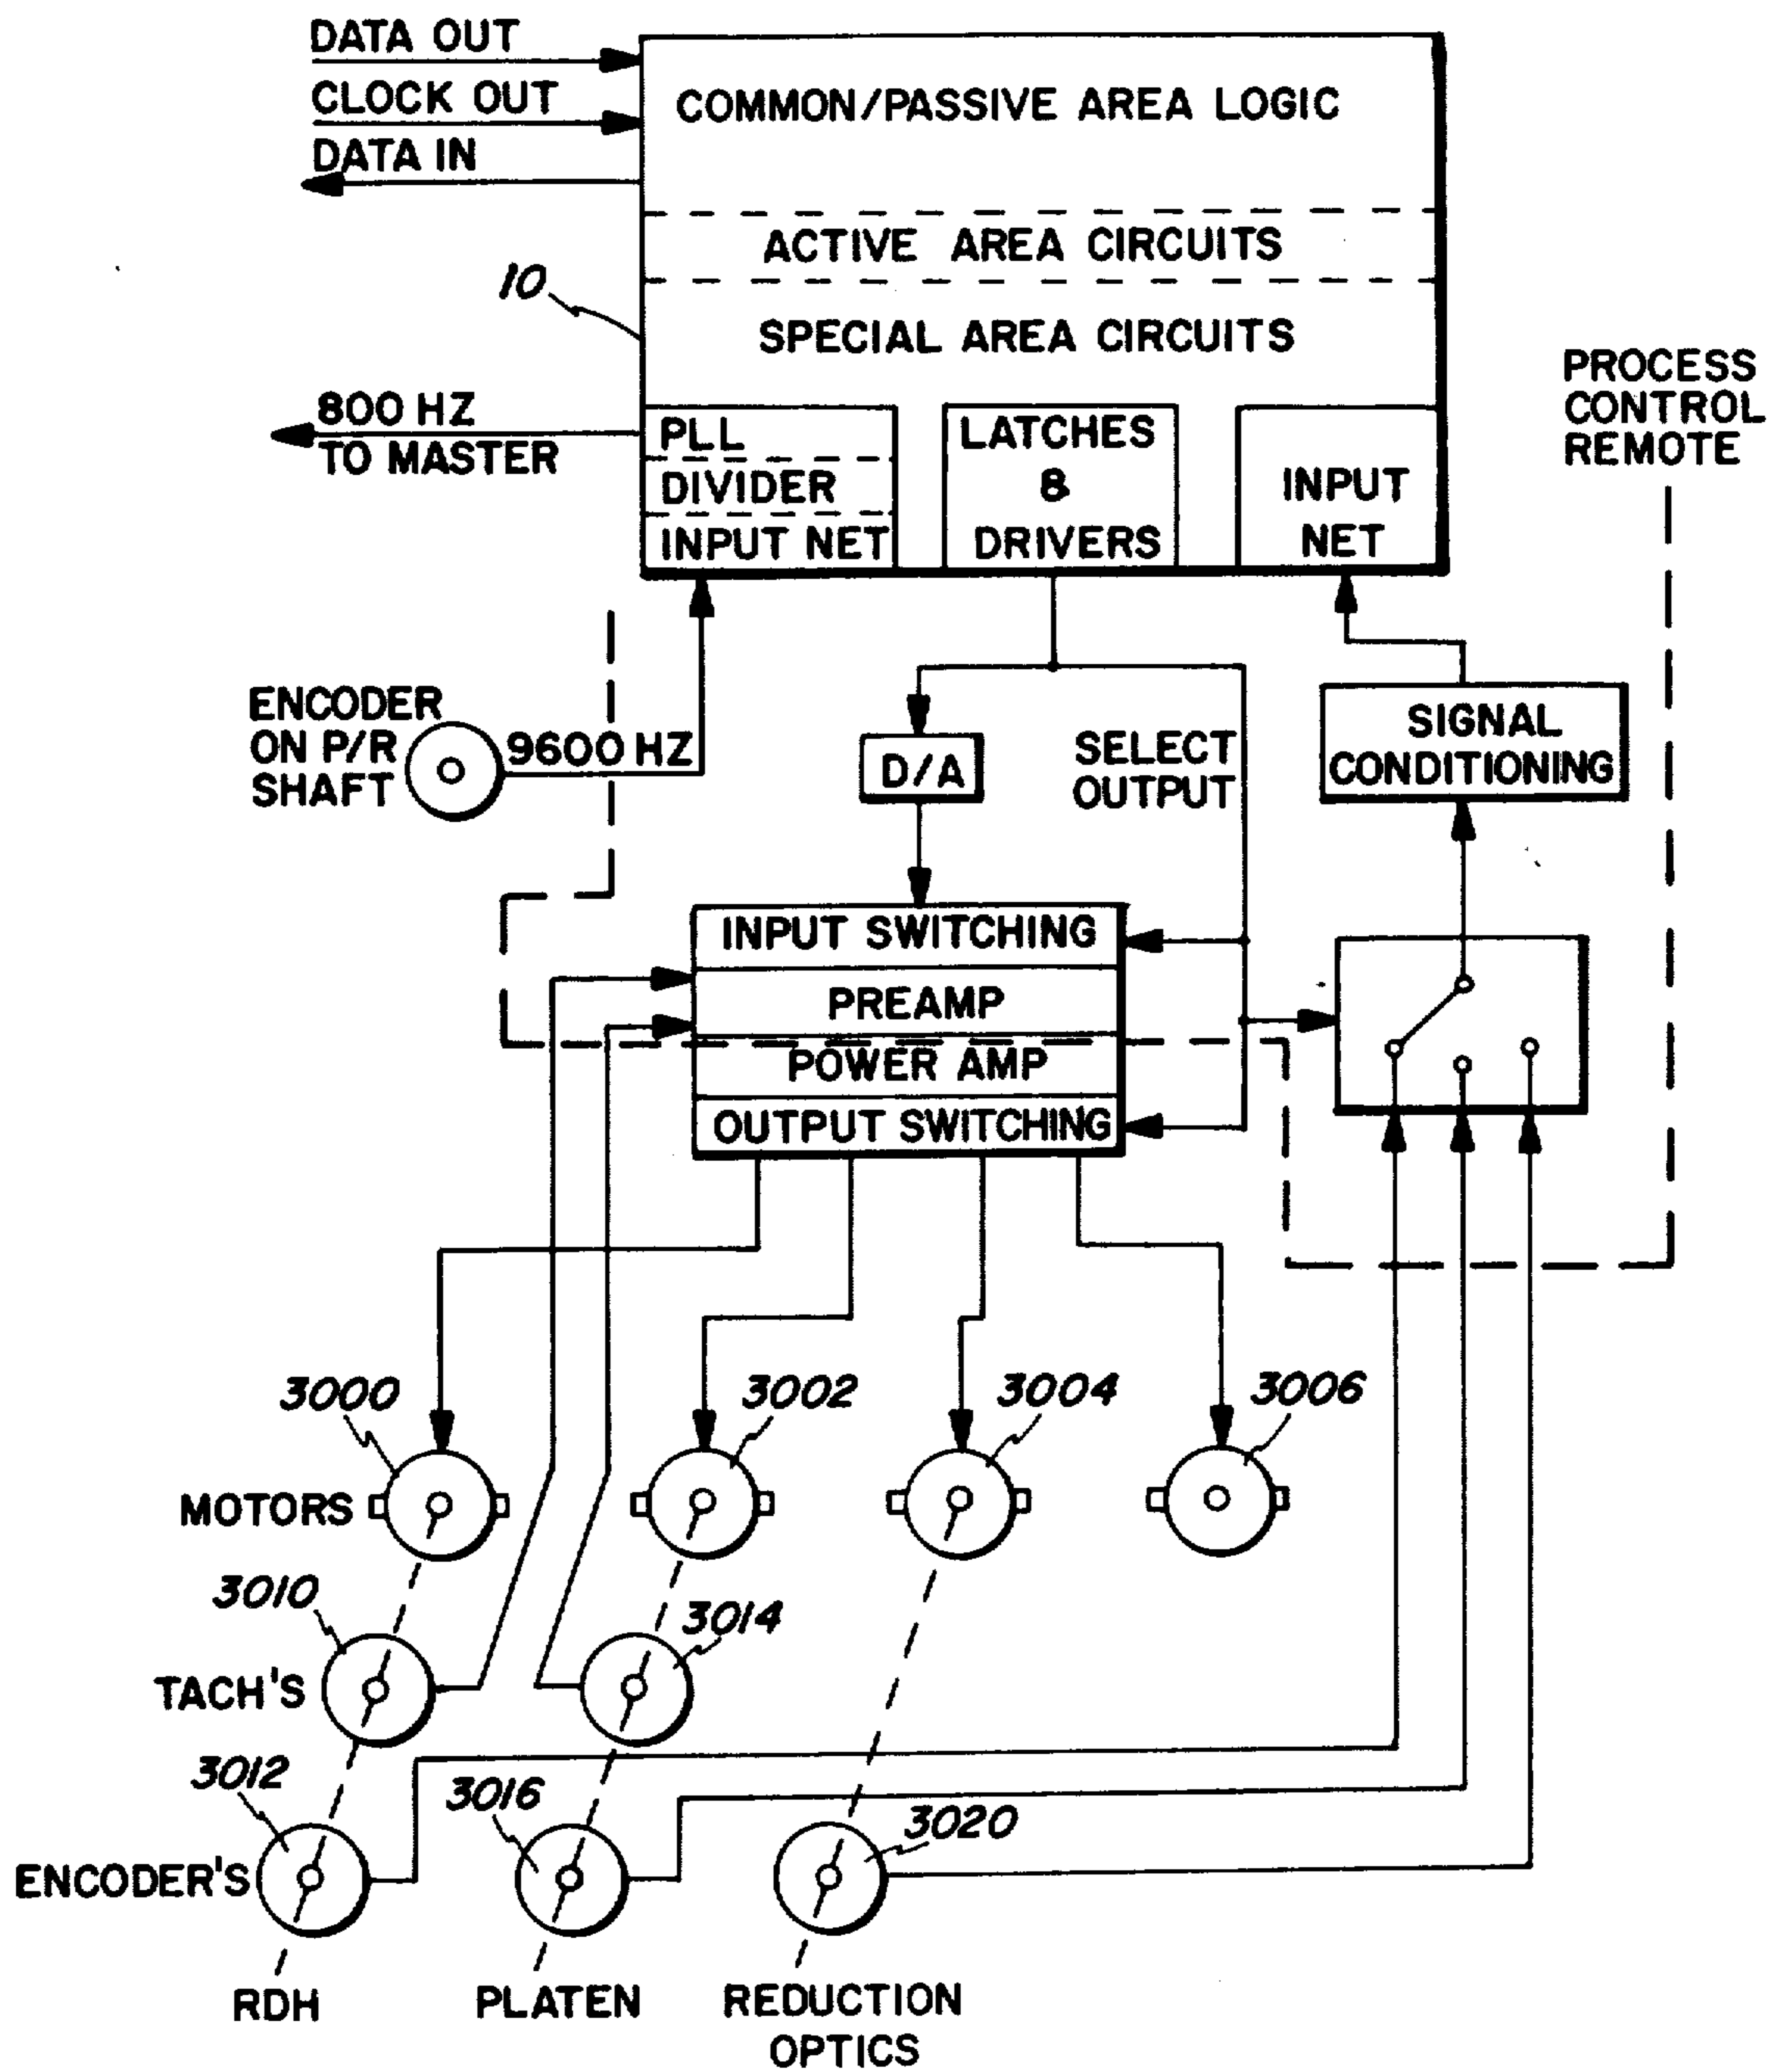 DATA OUT
CLOCK OUT
DATA IN
COMMON/PASSIVE AREA LOGIC
ACTIVE AREA CIRCUITS
10
SPECIAL AREA CIRCUITS
PROCESS
CONTROL
REMOTE
800 HZ
TO MASTER
PLL
DIVIDER
INPUT NET
LATCHES
&
DRIVERS
INPUT
NET
ENCODER
ON P/R
SHAFT
9600 HZ
D/A
SELECT
OUTPUT
SIGNAL
CONDITIONING
INPUT SWITCHING
PREAMP
POWER AMP
OUTPUT SWITCHING
3000
3002
3004
3006
MOTORS
3010
3014
TACH'S
3012
3016
3020
ENCODER'S
RDH
PLATEN
REDUCTION
OPTICS